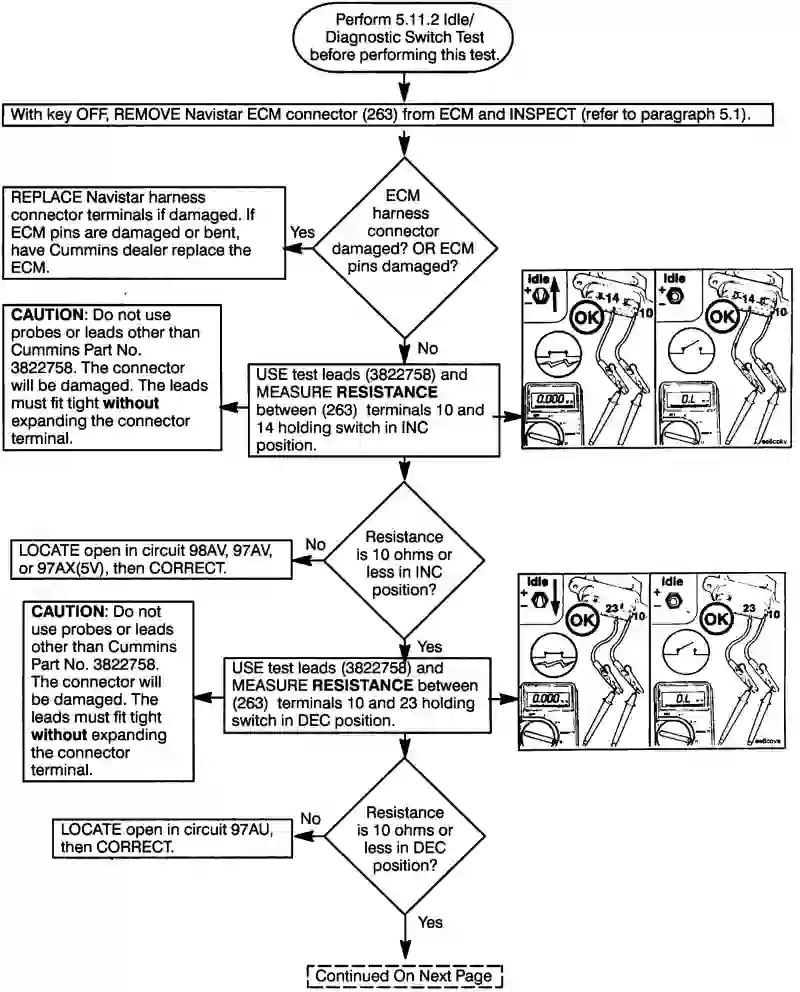 Perform 5.11.2 Idle/
Diagnostic Switch Test
before performing this test.
With key OFF, REMOVE Navistar ECM connector (263) from ECM and INSPECT (refer to paragraph 5.1).
REPLACE Navistar harness
connector terminals if damaged. If
ECM pins are damaged or bent,
have Cummins dealer replace the
ECM.
Yes
ECM
harness
connector
damaged? OR ECM
pins damaged?
No
CAUTION: Do not use
probes or leads other than
Cummins Part No.
3822758. The connector
will be damaged. The leads
must fit tight without
expanding the connector
terminal.
USE test leads (3822758) and
MEASURE RESISTANCE
between (263) terminals 10 and
14 holding switch in INC
position.
Idle
+
-
14
10
OK
0.000
Idle
+
-
14
10
OK
O.L
Resistance
is 10 ohms or
less in INC
position?
No
LOCATE open in circuit 98AV, 97AV,
or 97AX(5V), then CORRECT.
Yes
CAUTION: Do not
use probes or leads
other than Cummins
Part No. 3822758.
The connector will
be damaged. The
leads must fit tight
without expanding
the connector
terminal.
USE test leads (3822758) and
MEASURE RESISTANCE between
(263) terminals 10 and 23 holding
switch in DEC position.
Idle
+
-
23
10
OK
0.000
Idle
+
-
23
10
OK
O.L
Resistance
is 10 ohms or
less in DEC
position?
No
LOCATE open in circuit 97AU,
then CORRECT.
Yes
Continued On Next Page